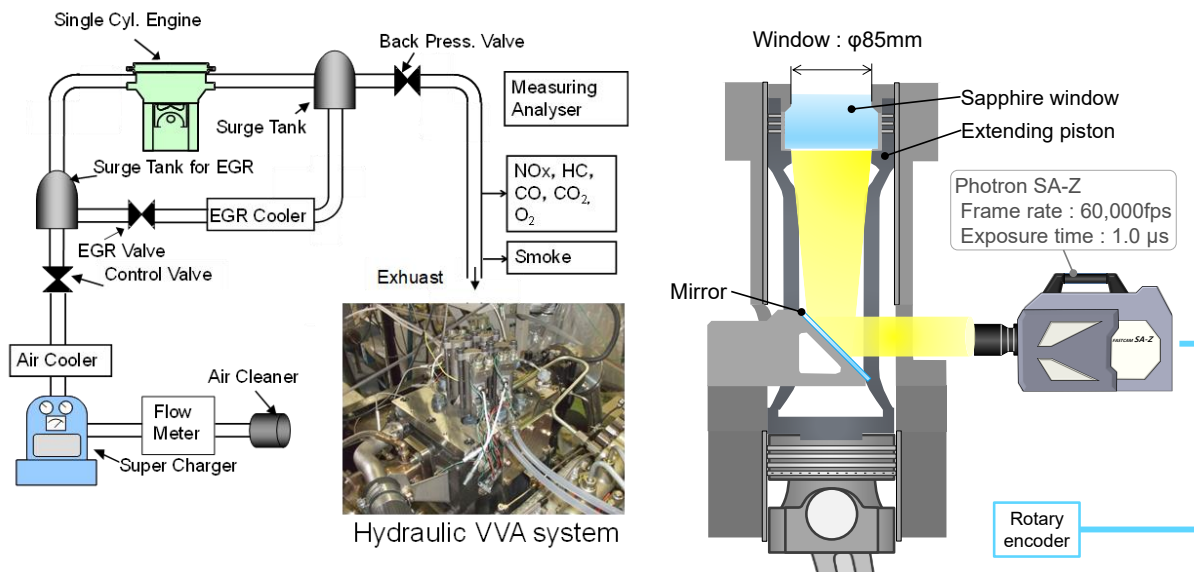 Single Cyl. Engine
Back Press. Valve
Measuring
Analyser
Surge Tank
Surge Tank for EGR
NOx, HC,
CO, CO2,
O2
EGR Cooler
EGR Valve
Control Valve
Smoke
Exhuast
Air Cooler
Air Cleaner
Flow
Meter
Super Charger
Hydraulic VVA system
Window : φ85mm
Sapphire window
Extending piston
Photron SA-Z
Frame rate : 60,000fps
Exposure time : 1.0 μs
Mirror
FASTCAM SA-Z
Rotary
encoder